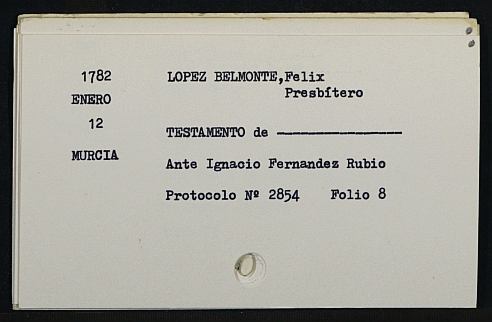 1782 LOPEZ BELMONTE,Felix
ENERO Presbítero
12
TESTAMENTO de ----------------
MURCIA
Ante Ignacio Fernandez Rubio
Protocolo Nº 2854 Folio 8